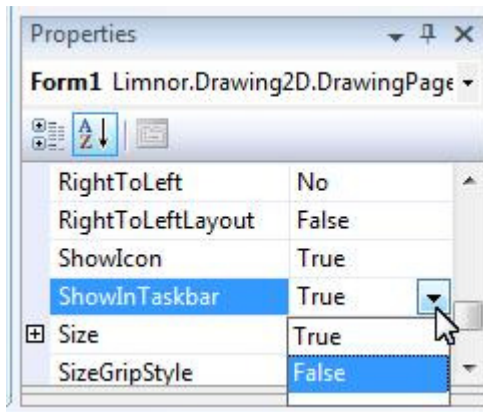 Properties
Form1 Limnor.Drawing2D.DrawingPage
A
Z
RightToLeft No
RightToLeftLayout False
ShowIcon True
ShowInTaskbar True
Size True
SizeGripStyle False